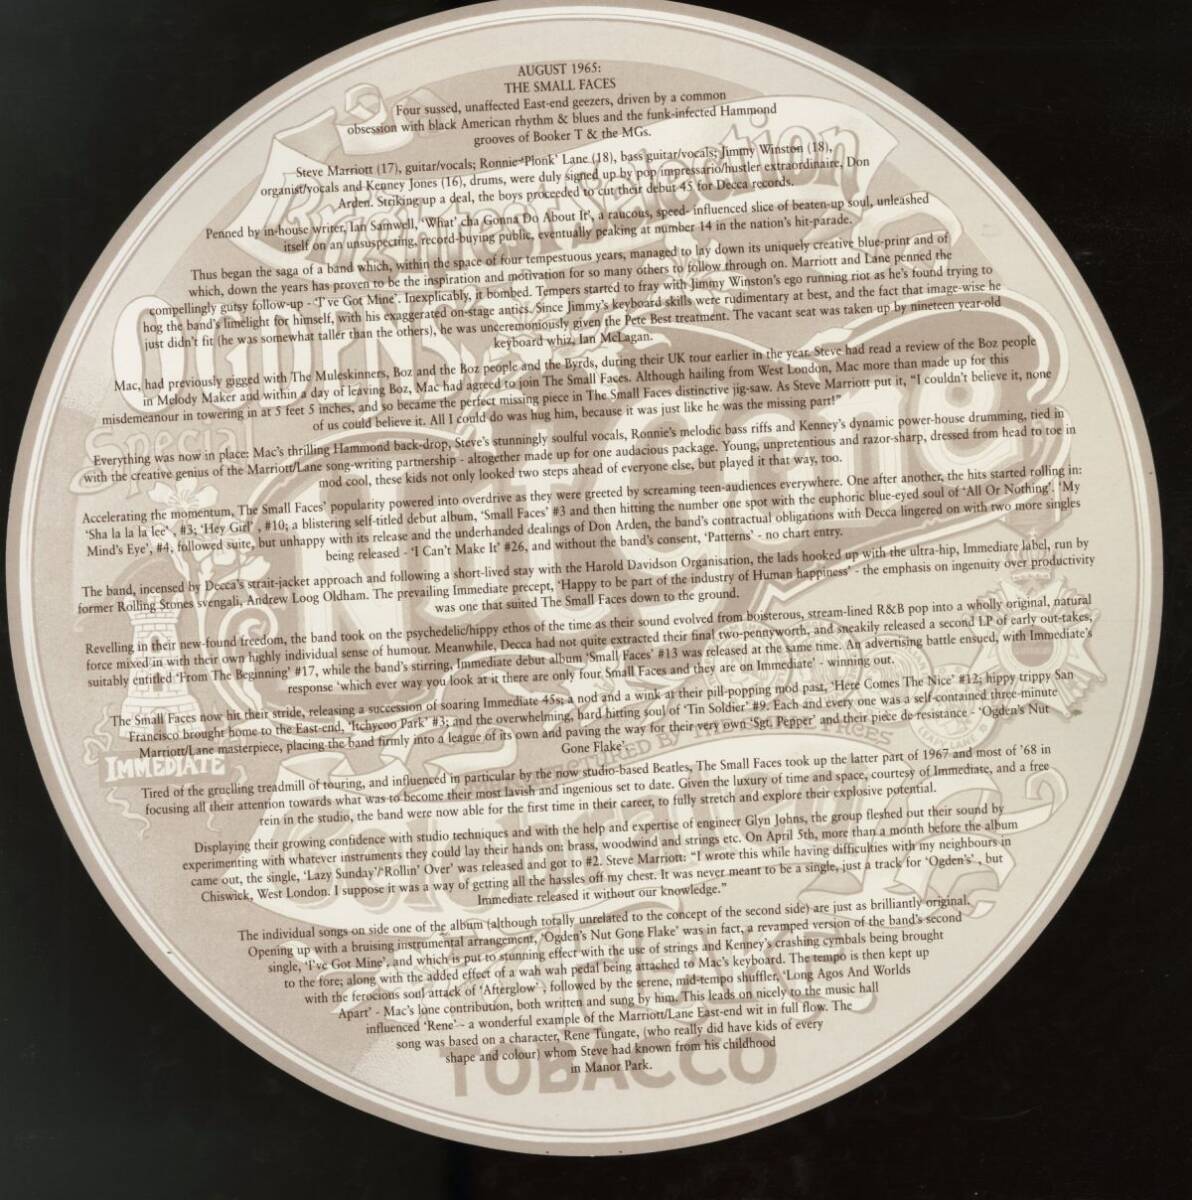 AUGUST 1965:
THE SMALL FACES
Four sussed, unaffected East-end geezers, driven by a common
obsession with black American rhythm & blues and the funk-infected Hammond
grooves of Booker T & the MGs.
Steve Marriott (17), guitar/vocals; Ronnie 'Plonk' Lane (18), bass guitar/vocals; Jimmy Winston (18),
organist/vocals and Kenney Jones (16), drums, were duly signed up by pop impressario/hustler extraordinaire, Don
Arden. Striking up a deal, the boys proceeded to cut their debut 45 for Decca records.
Penned by in-house writer, Ian Samwell, 'What' cha Gonna Do About It', a raucous, speed- influenced slice of beaten-up soul, unleashed
itself on an unsuspecting, record-buying public, eventually peaking at number 14 in the nation's hit-parade.
Thus began the saga of a band which, within the space of four tempestuous years, managed to lay down its uniquely creative blue-print and of
which, down the years has proven to be the inspiration and motivation for so many others to follow through on. Marriott and Lane penned the
compellingly gutsy follow-up - 'I've Got Mine'. Inexplicably, it bombed. Tempers started to fray with Jimmy Winston's ego running riot as he's found trying to
hog the band's limelight for himself, with his exaggerated on-stage antics. Since Jimmy's keyboard skills were rudimentary at best, and the fact that image-wise he
just didn't fit (he was somewhat taller than the others), he was unceremoniously given the Pete Best treatment. The vacant seat was taken up by nineteen year-old
keyboard whiz, Ian McLagan.
Mac, had previously gigged with The Muleskinners, Boz and the Boz people and the Byrds, during their UK tour earlier in the year. Steve had read a review of the Boz people
in Melody Maker and within a day of leaving Boz, Mac had agreed to join The Small Faces. Although hailing from West London, Mac more than made up for this
misdemeanour in towering in at 5 feet 5 inches, and so became the perfect missing piece in The Small Faces distinctive jig-saw. As Steve Marriott put it, "I couldn't believe it, none
of us could believe it. All I could do was hug him, because it was just like he was the missing part!"
Everything was now in place: Mac's thrilling Hammond back-drop, Steve's stunningly soulful vocals, Ronnie's melodic bass riffs and Kenney's dynamic power-house drumming, tied in
with the creative genius of the Marriott/Lane song-writing partnership - altogether made up for one audacious package. Young, unpretentious and razor-sharp, dressed from head to toe in
mod cool, these kids not only looked two steps ahead of everyone else, but played it that way, too.
Accelerating the momentum, The Small Faces' popularity powered into overdrive as they were greeted by screaming teen-audiences everywhere. One after another, the hits started rolling in:
'Sha la la la lee' , #3; 'Hey Girl' , #10; a blistering self-titled debut album, 'Small Faces' #3 and then hitting the number one spot with the euphoric blue-eyed soul of 'All Or Nothing'. 'My
Mind's Eye', #4, followed suite, but unhappy with its release and the underhanded dealings of Don Arden, the band's contractual obligations with Decca lingered on with two more singles
being released - 'I Can't Make It' #26, and without the band's consent, 'Patterns' - no chart entry.
The band, incensed by Decca's strait-jacket approach and following a short-lived stay with the Harold Davidson Organisation, the lads hooked up with the ultra-hip, Immediate label, run by
former Rolling Stones svengali, Andrew Loog Oldham. The prevailing Immediate precept, 'Happy to be part of the industry of Human happiness' - the emphasis on ingenuity over productivity
was one that suited The Small Faces down to the ground.
Revelling in their new-found freedom, the band took on the psychedelic/hippy ethos of the time as their sound evolved from boisterous, stream-lined R&B pop into a wholly original, natural
force mixed in with their own highly individual sense of humour. Meanwhile, Decca had not quite extracted their final two-pennyworth, and sneakily released a second LP of early out-takes,
suitably entitled 'From The Beginning' #17, while the band's stirring, Immediate debut album 'Small Faces' #13 was released at the same time. An advertising battle ensued, with Immediate's
response 'which ever way you look at it there are only four Small Faces and they are on Immediate' - winning out.
The Small Faces now hit their stride, releasing a succession of soaring Immediate 45s; a nod and a wink at their pill-popping mod past, 'Here Comes The Nice' #12; hippy trippy San
Francisco brought home to the East-end, 'Itchycoo Park' #3; and the overwhelming, hard hitting soul of 'Tin Soldier' #9. Each and every one was a self-contained three-minute
Marriott/Lane masterpiece, placing the band firmly into a league of its own and paving the way for their very own 'Sgt. Pepper' and their pièce de-resistance - 'Ogden's Nut
Gone Flake'.
Tired of the gruelling treadmill of touring, and influenced in particular by the now studio-based Beatles, The Small Faces took up the latter part of 1967 and most of '68 in
focusing all their attention towards what was to become their most lavish and ingenious set to date. Given the luxury of time and space, courtesy of Immediate, and a free
rein in the studio, the band were now able for the first time in their career, to fully stretch and explore their explosive potential.
Displaying their growing confidence with studio techniques and with the help and expertise of engineer Glyn Johns, the group fleshed out their sound by
experimenting with whatever instruments they could lay their hands on: brass, woodwind and strings etc. On April 5th, more than a month before the album
came out, the single, 'Lazy Sunday'/'Rollin' Over' was released and got to #2. Steve Marriott: "I wrote this while having difficulties with my neighbours in
Chiswick, West London. I suppose it was a way of getting all the hassles off my chest. It was never meant to be a single, just a track for 'Ogden's' , but
Immediate released it without our knowledge."
The individual songs on side one of the album (although totally unrelated to the concept of the second side) are just as brilliantly original.
Opening up with a bruising instrumental arrangement, 'Ogden's Nut Gone Flake' was in fact, a revamped version of the band's second
single, 'I've Got Mine', and which is put to stunning effect with the use of strings and Kenney's crashing cymbals being brought
to the fore; along with the added effect of a wah wah pedal being attached to Mac's keyboard. The tempo is then kept up
with the ferocious soul attack of 'Afterglow' , followed by the serene, mid-tempo shuffler, 'Long Agos And Worlds
Apart' - Mac's lone contribution, both written and sung by him. This leads on nicely to the music hall
influenced 'Rene' - a wonderful example of the Marriott/Lane East-end wit in full flow. The
song was based on a character, Rene Tungate, (who really did have kids of every
shape and colour) whom Steve had known from his childhood
in Manor Park.
Brightest Selection
OGDENS'
Special
NUT Gone
IMMEDIATE
FLAKE
TOBACCO